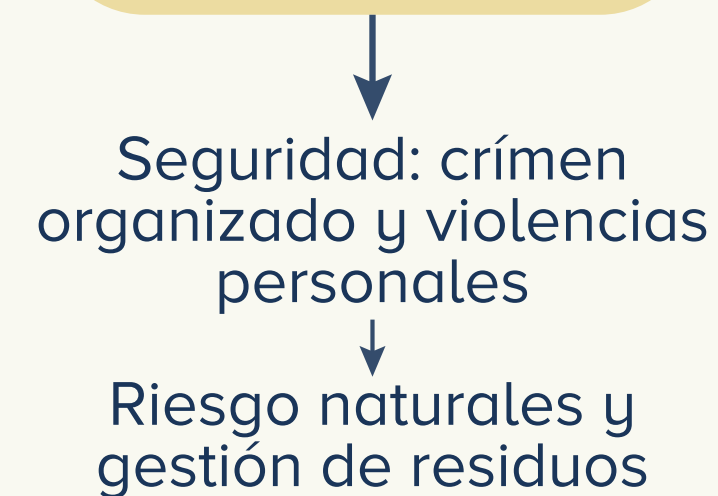 Seguridad: crímen
organizado y violencias
personales
Riesgo naturales y
gestión de residuos